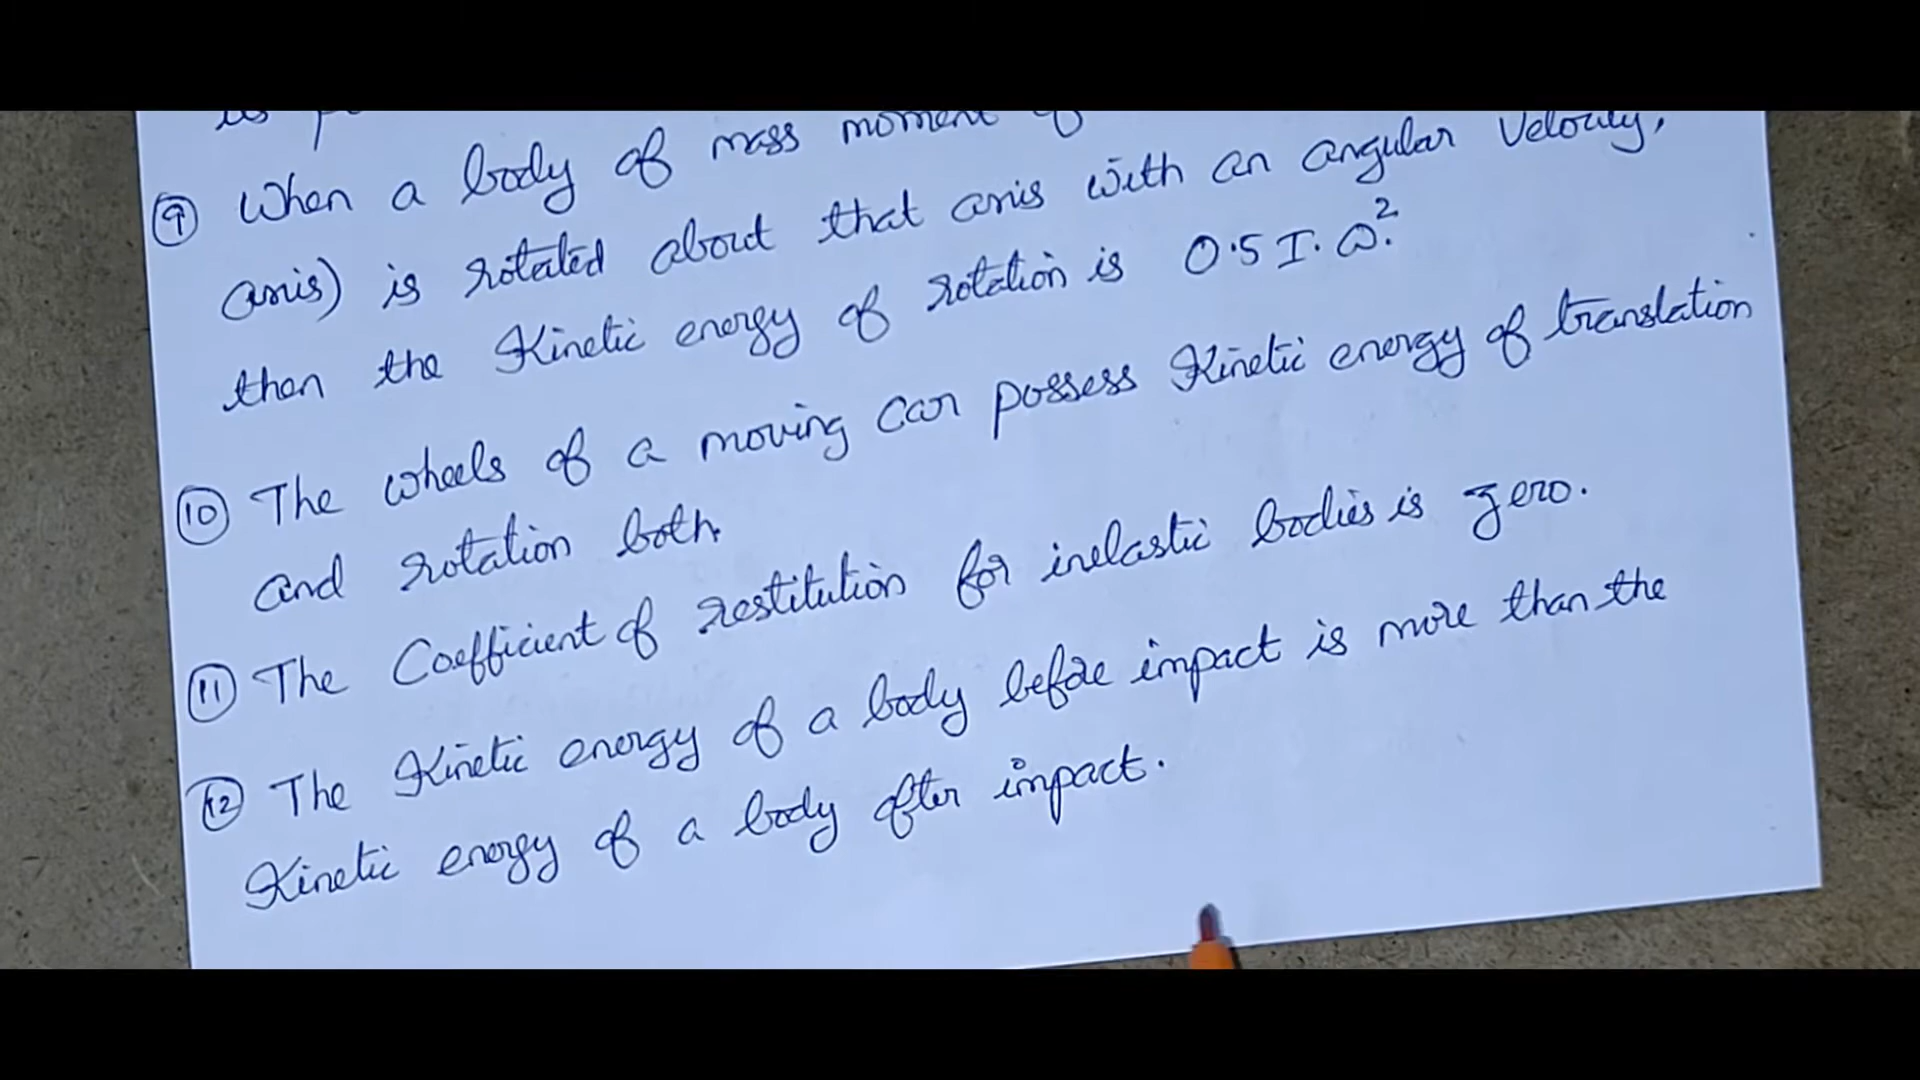 ⑨ When a body of mass moment of
axis) is rotated about that axis with an angular velocity,
then the Kinetic energy of rotation is 0.5 I.ω².
⑩ The wheels of a moving car possess Kinetic energy of translation
and rotation both.
⑪ The Coefficient of restitution for inelastic bodies is zero.
⑫ The Kinetic energy of a body before impact is more than the
Kinetic energy of a body after impact.